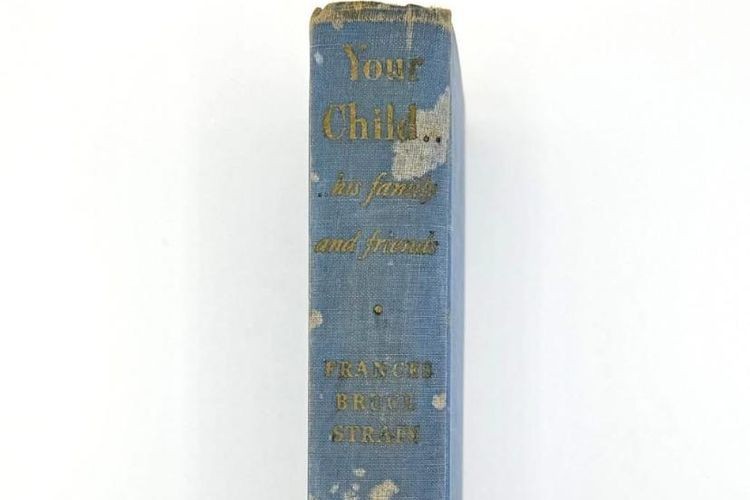 Your
Child..
..his family
and friends
FRANCES
BRUCE
STRAIN